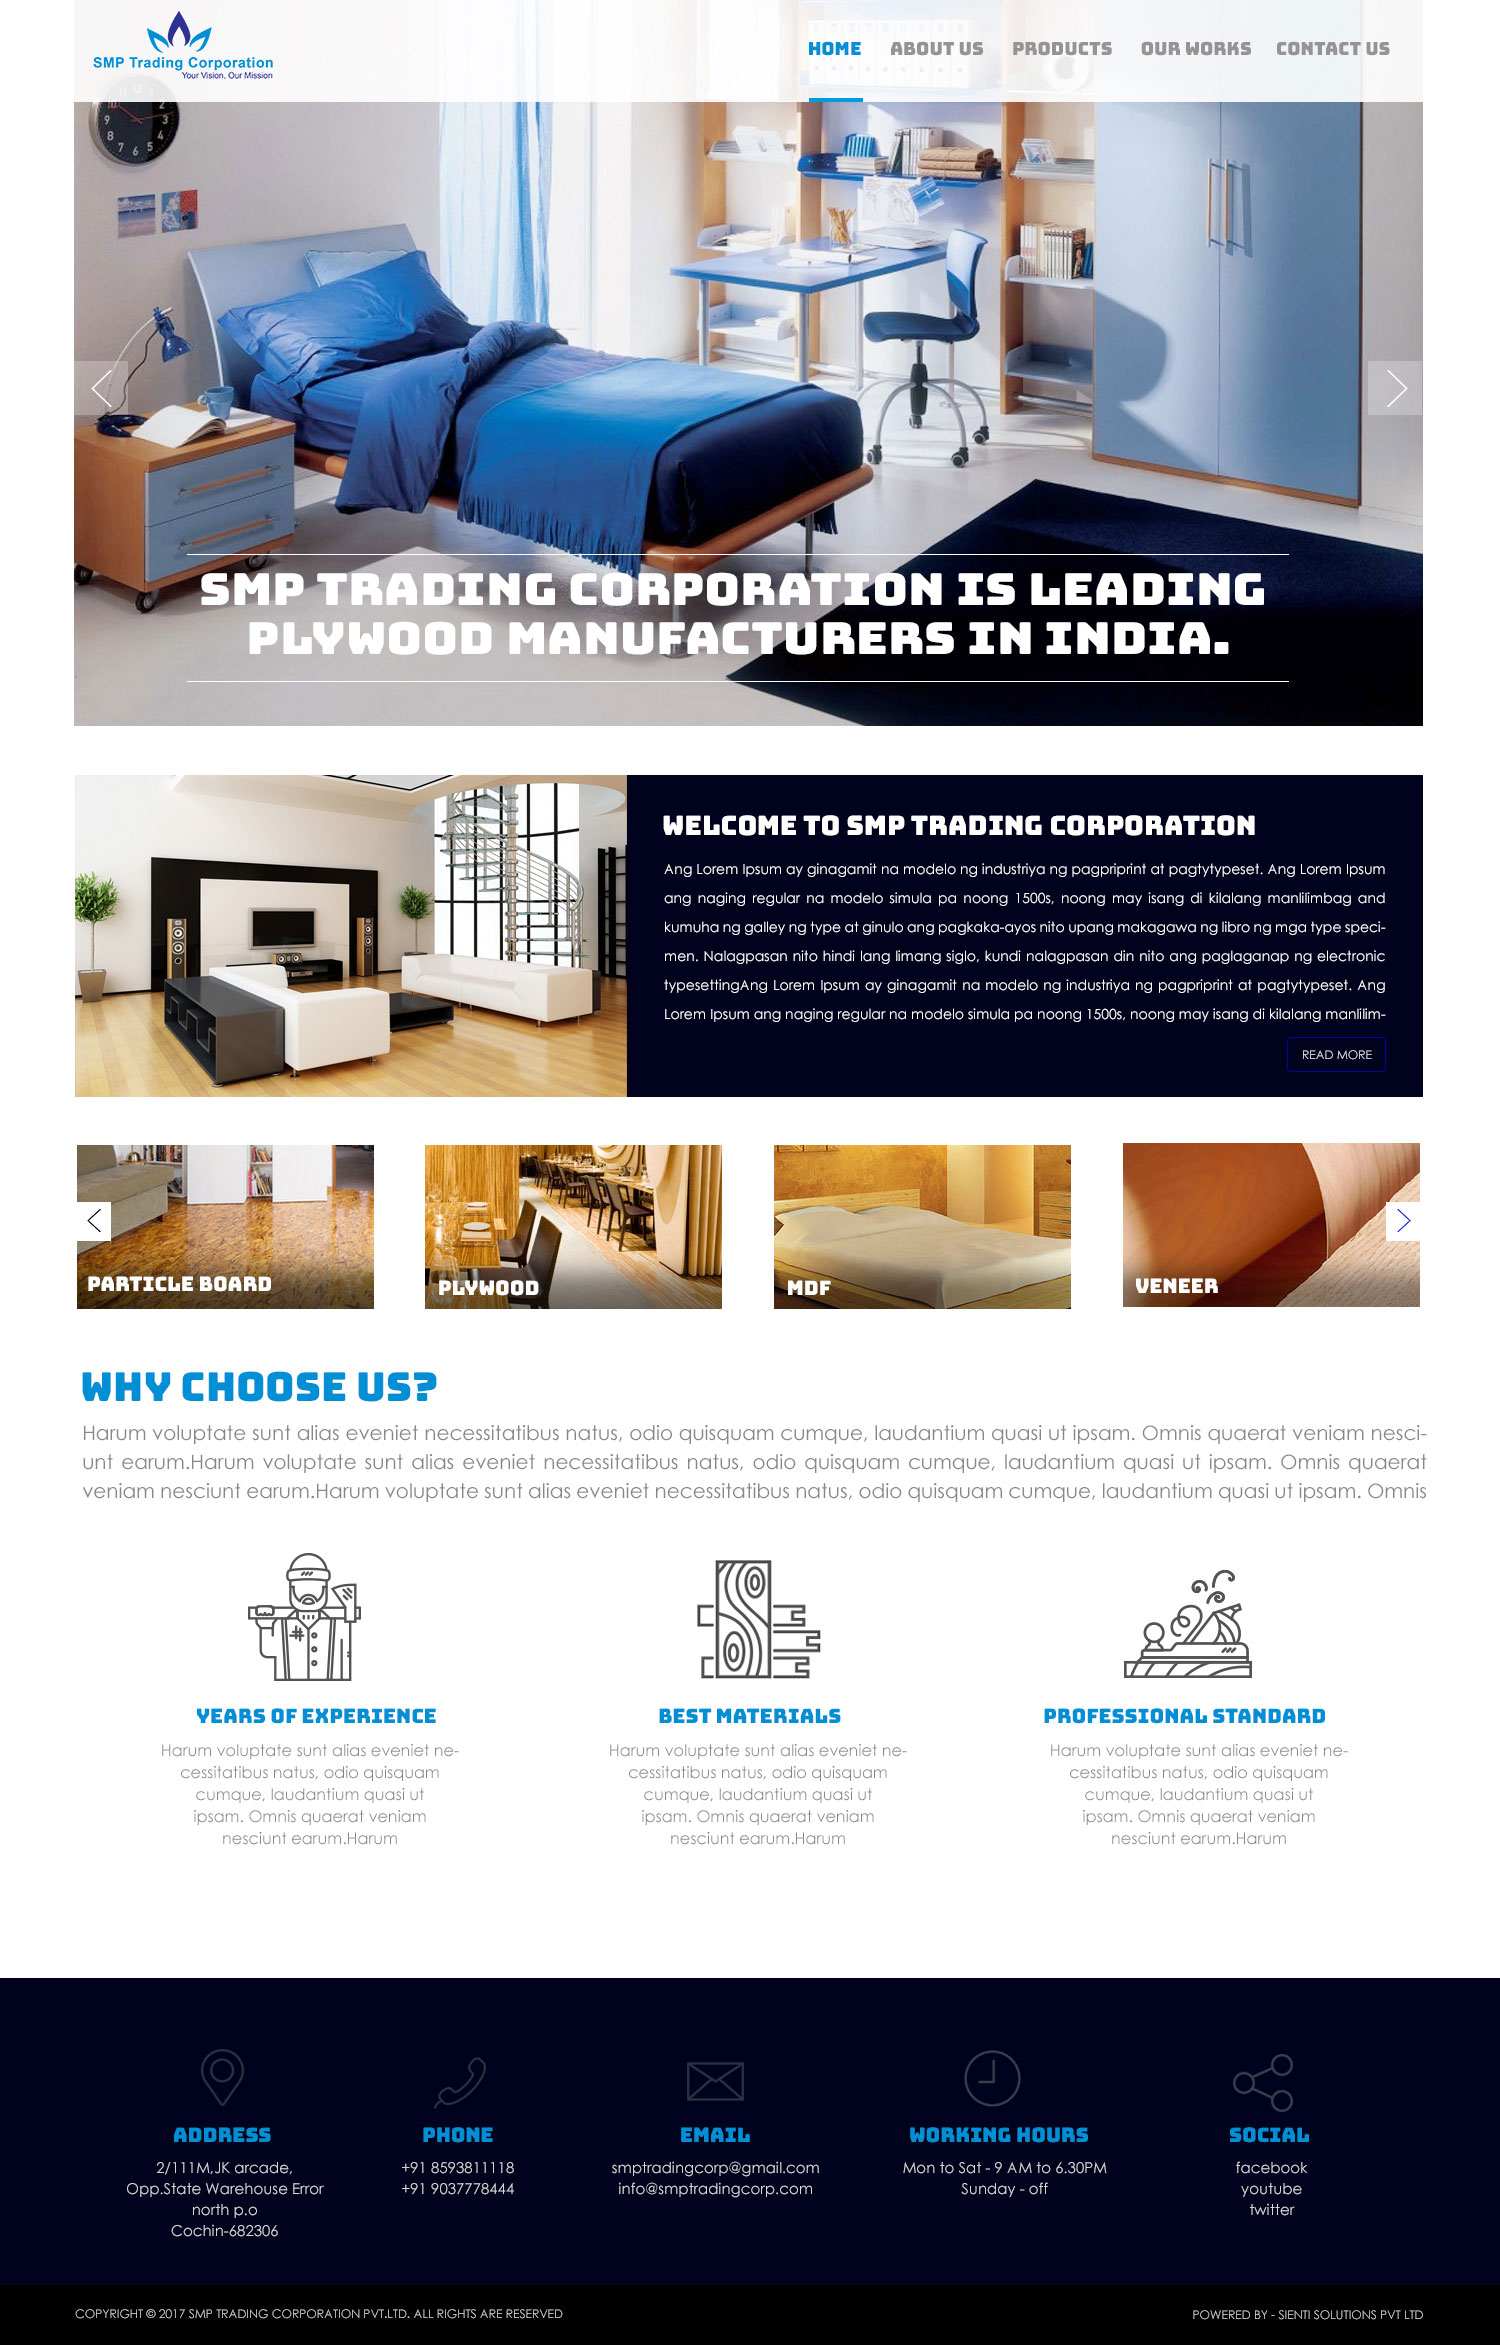 SMP Trading Corporation
Your Vision, Our Mission
HOME ABOUT US PRODUCTS OUR WORKS CONTACT US
SMP TRADING CORPORATION IS LEADING
PLYWOOD MANUFACTURERS IN INDIA.
WELCOME TO SMP TRADING CORPORATION
Ang Lorem Ipsum ay ginagamit na modelo ng industriya ng pagpriprint at pagtytypeset. Ang Lorem Ipsum
ang naging regular na modelo simula pa noong 1500s, noong may isang di kilalang manlilimbag and
kumuha ng galley ng type at ginulo ang pagkaka-ayos nito upang makagawa ng libro ng mga type speci-
men. Nalagpasan nito hindi lang limang siglo, kundi nalagpasan din nito ang paglaganap ng electronic
typesettingAng Lorem Ipsum ay ginagamit na modelo ng industriya ng pagpriprint at pagtytypeset. Ang
Lorem Ipsum ang naging regular na modelo simula pa noong 1500s, noong may isang di kilalang manlilim-
READ MORE
PARTICLE BOARD
PLYWOOD
MDF
VENEER
WHY CHOOSE US?
Harum voluptate sunt alias eveniet necessitatibus natus, odio quisquam cumque, laudantium quasi ut ipsam. Omnis quaerat veniam nesci-
unt earum.Harum voluptate sunt alias eveniet necessitatibus natus, odio quisquam cumque, laudantium quasi ut ipsam. Omnis quaerat
veniam nesciunt earum.Harum voluptate sunt alias eveniet necessitatibus natus, odio quisquam cumque, laudantium quasi ut ipsam. Omnis
YEARS OF EXPERIENCE
Harum voluptate sunt alias eveniet ne-
cessitatibus natus, odio quisquam
cumque, laudantium quasi ut
ipsam. Omnis quaerat veniam
nesciunt earum.Harum
BEST MATERIALS
Harum voluptate sunt alias eveniet ne-
cessitatibus natus, odio quisquam
cumque, laudantium quasi ut
ipsam. Omnis quaerat veniam
nesciunt earum.Harum
PROFESSIONAL STANDARD
Harum voluptate sunt alias eveniet ne-
cessitatibus natus, odio quisquam
cumque, laudantium quasi ut
ipsam. Omnis quaerat veniam
nesciunt earum.Harum
ADDRESS
2/111M,JK arcade,
Opp.State Warehouse Error
north p.o
Cochin-682306
PHONE
+91 8593811118
+91 9037778444
EMAIL
smptradingcorp@gmail.com
info@smptradingcorp.com
WORKING HOURS
Mon to Sat - 9 AM to 6.30PM
Sunday - off
SOCIAL
facebook
youtube
twitter
COPYRIGHT © 2017 SMP TRADING CORPORATION PVT.LTD. ALL RIGHTS ARE RESERVED
POWERED BY - SIENTI SOLUTIONS PVT LTD